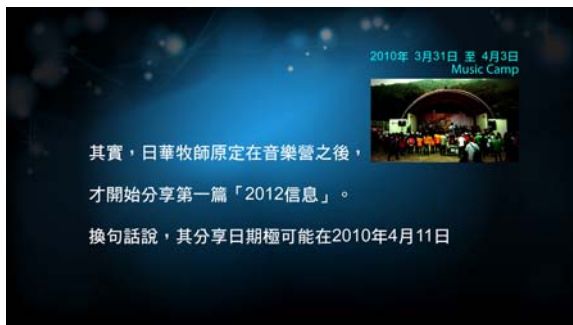 2010年 3月31日 至 4月3日
Music Camp
其實，日華牧師原定在音樂營之後，
才開始分享第一篇「2012信息」。
換句話說，其分享日期極可能在2010年4月11日